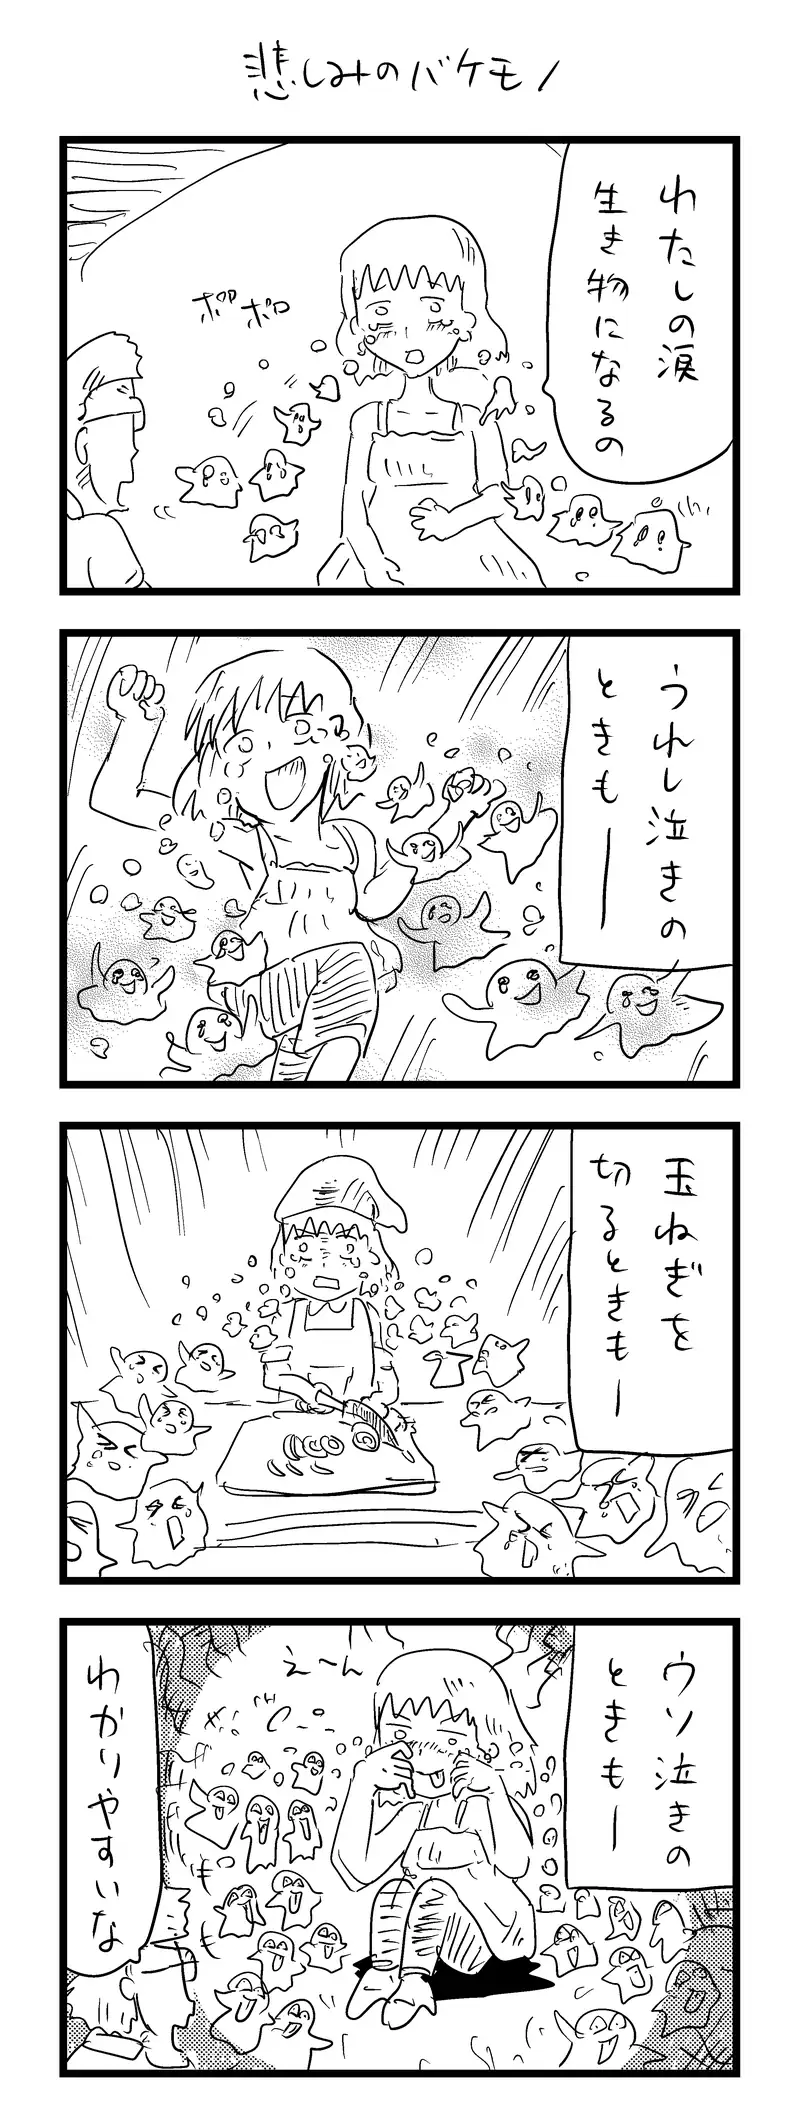 悲しみのバケモノ
わたしの涙
生き物になるの
ボロ
ボロ
うれし泣きの
ときもー
玉ねぎを
切るときもー
ウソ泣きの
ときもー
え～ん
わかりやすいな